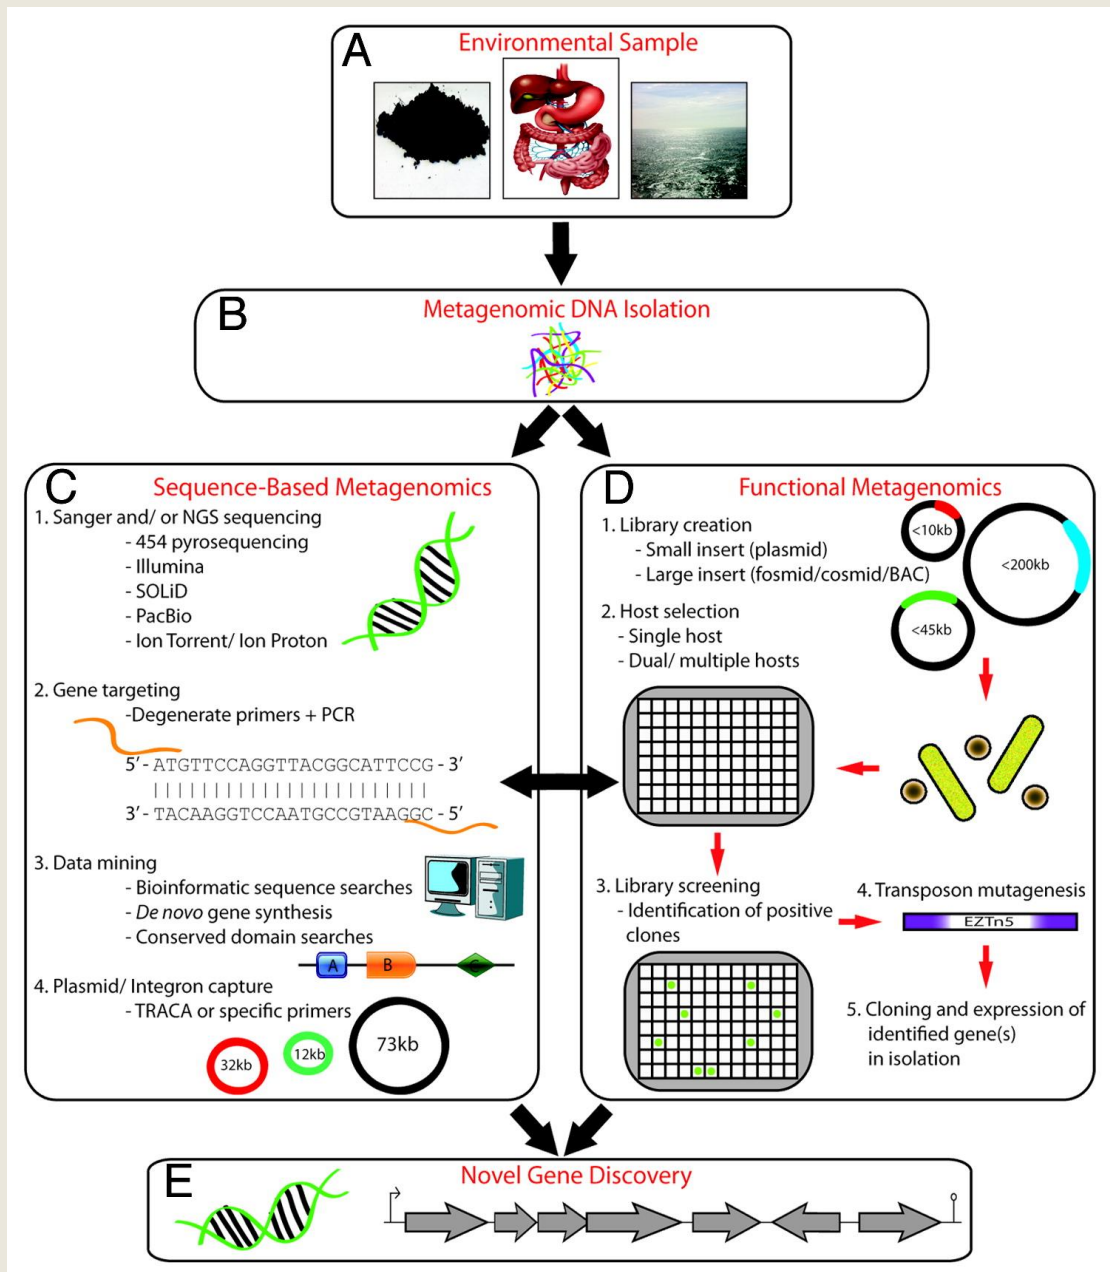 A
Environmental Sample
B
Metagenomic DNA Isolation
C
Sequence-Based Metagenomics
1. Sanger and/ or NGS sequencing
- 454 pyrosequencing
- Illumina
- SOLiD
- PacBio
- Ion Torrent/ Ion Proton
2. Gene targeting
-Degenerate primers + PCR
5′- ATGTTCCAGGTTACGGCATTCCG - 3′
3′- TACAAGGTCCAATGCCGTAAGGC - 5′
3. Data mining
- Bioinformatic sequence searches
- De novo gene synthesis
- Conserved domain searches
A B C
4. Plasmid/ Integron capture
- TRACA or specific primers
32kb
12kb
73kb
D
Functional Metagenomics
1. Library creation
- Small insert (plasmid)
- Large insert (fosmid/cosmid/BAC)
<10kb
<200kb
<45kb
2. Host selection
- Single host
- Dual/ multiple hosts
3. Library screening
- Identification of positive
clones
4. Transposon mutagenesis
EZTn5
5. Cloning and expression of
identified gene(s)
in isolation
E
Novel Gene Discovery